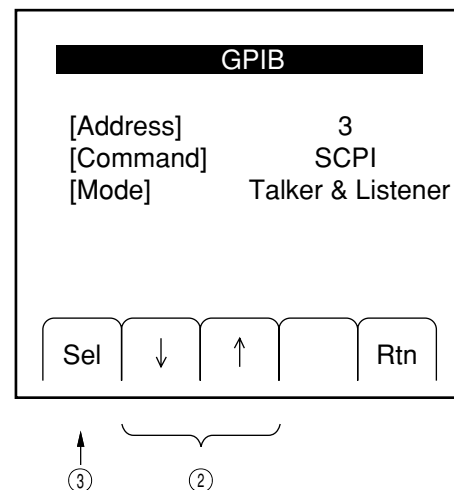 GPIB
[Address] 3
[Command] SCPI
[Mode] Talker & Listener
Sel ↓ ↑ Rtn
③ ②